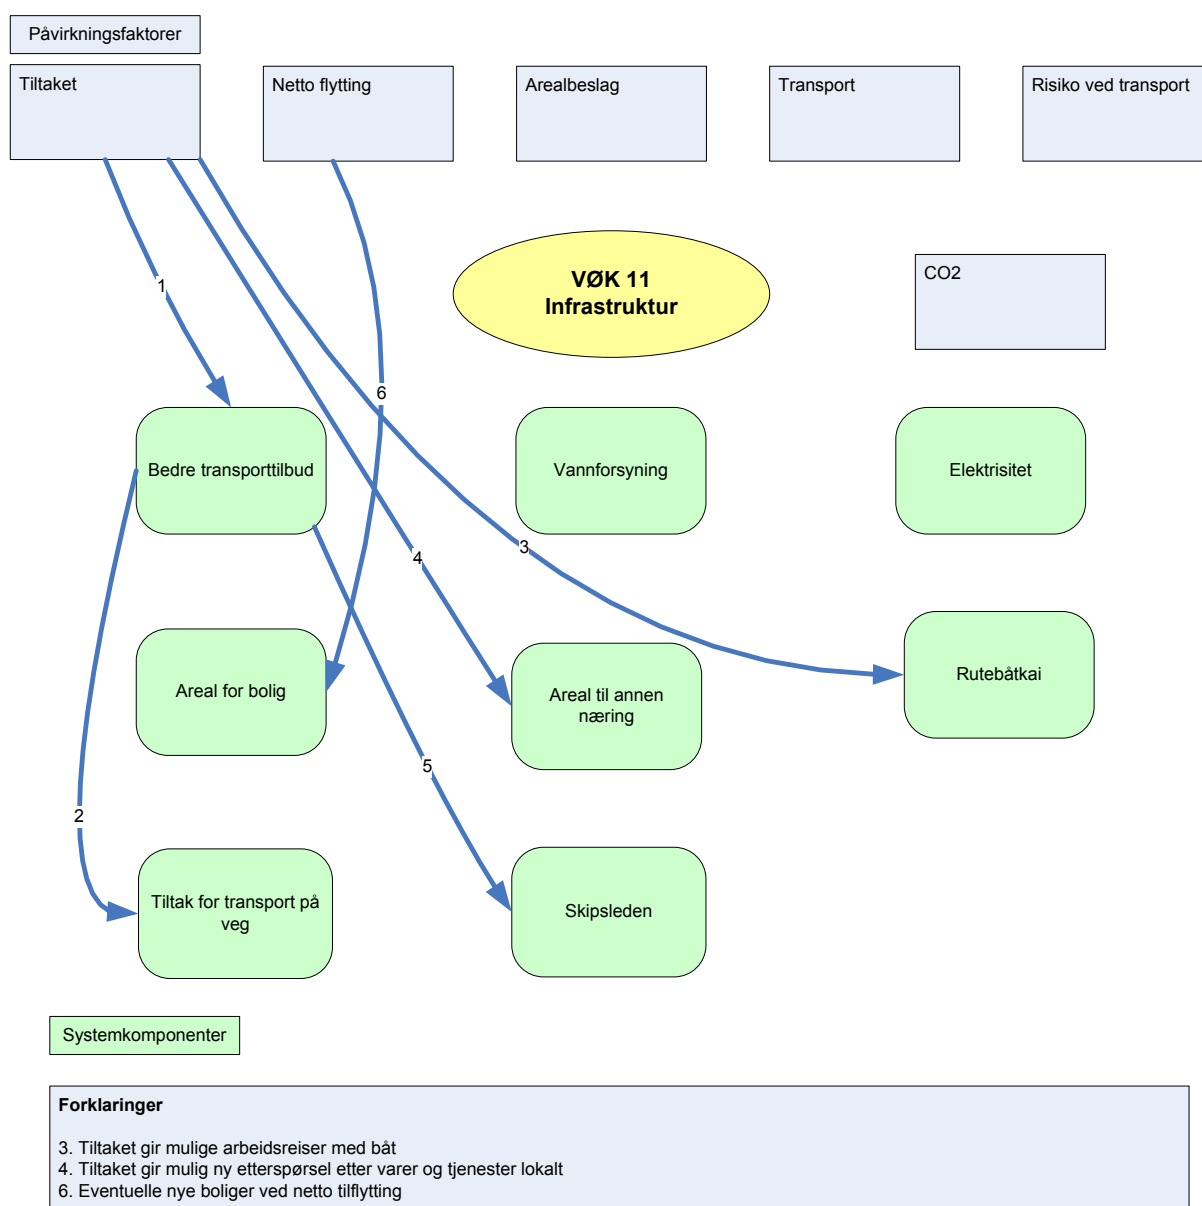 Påvirkningsfaktorer
Tiltaket
Netto flytting
Arealbeslag
Transport
Risiko ved transport
VØK 11
Infrastruktur
CO2
1
6
Bedre transporttilbud
Vannforsyning
Elektrisitet
4
3
Areal for bolig
Areal til annen
næring
Rutebåtkai
5
2
Tiltak for transport på
veg
Skipsleden
Systemkomponenter
Forklaringer
3. Tiltaket gir mulige arbeidsreiser med båt
4. Tiltaket gir mulig ny etterspørsel etter varer og tjenester lokalt
6. Eventuelle nye boliger ved netto tilflytting